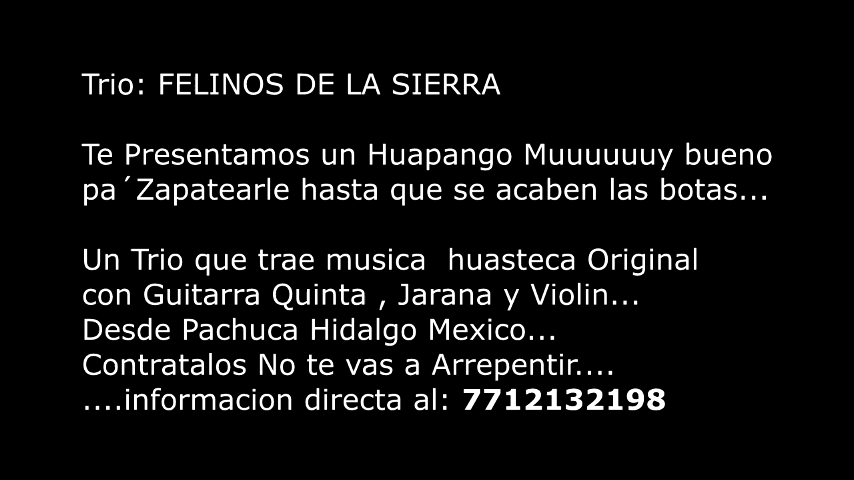 Trio: FELINOS DE LA SIERRA
Te Presentamos un Huapango Muuuuuuy bueno
pa´Zapatearle hasta que se acaben las botas...
Un Trio que trae musica  huasteca Original
con Guitarra Quinta , Jarana y Violin...
Desde Pachuca Hidalgo Mexico...
Contratalos No te vas a Arrepentir....
....informacion directa al: 7712132198